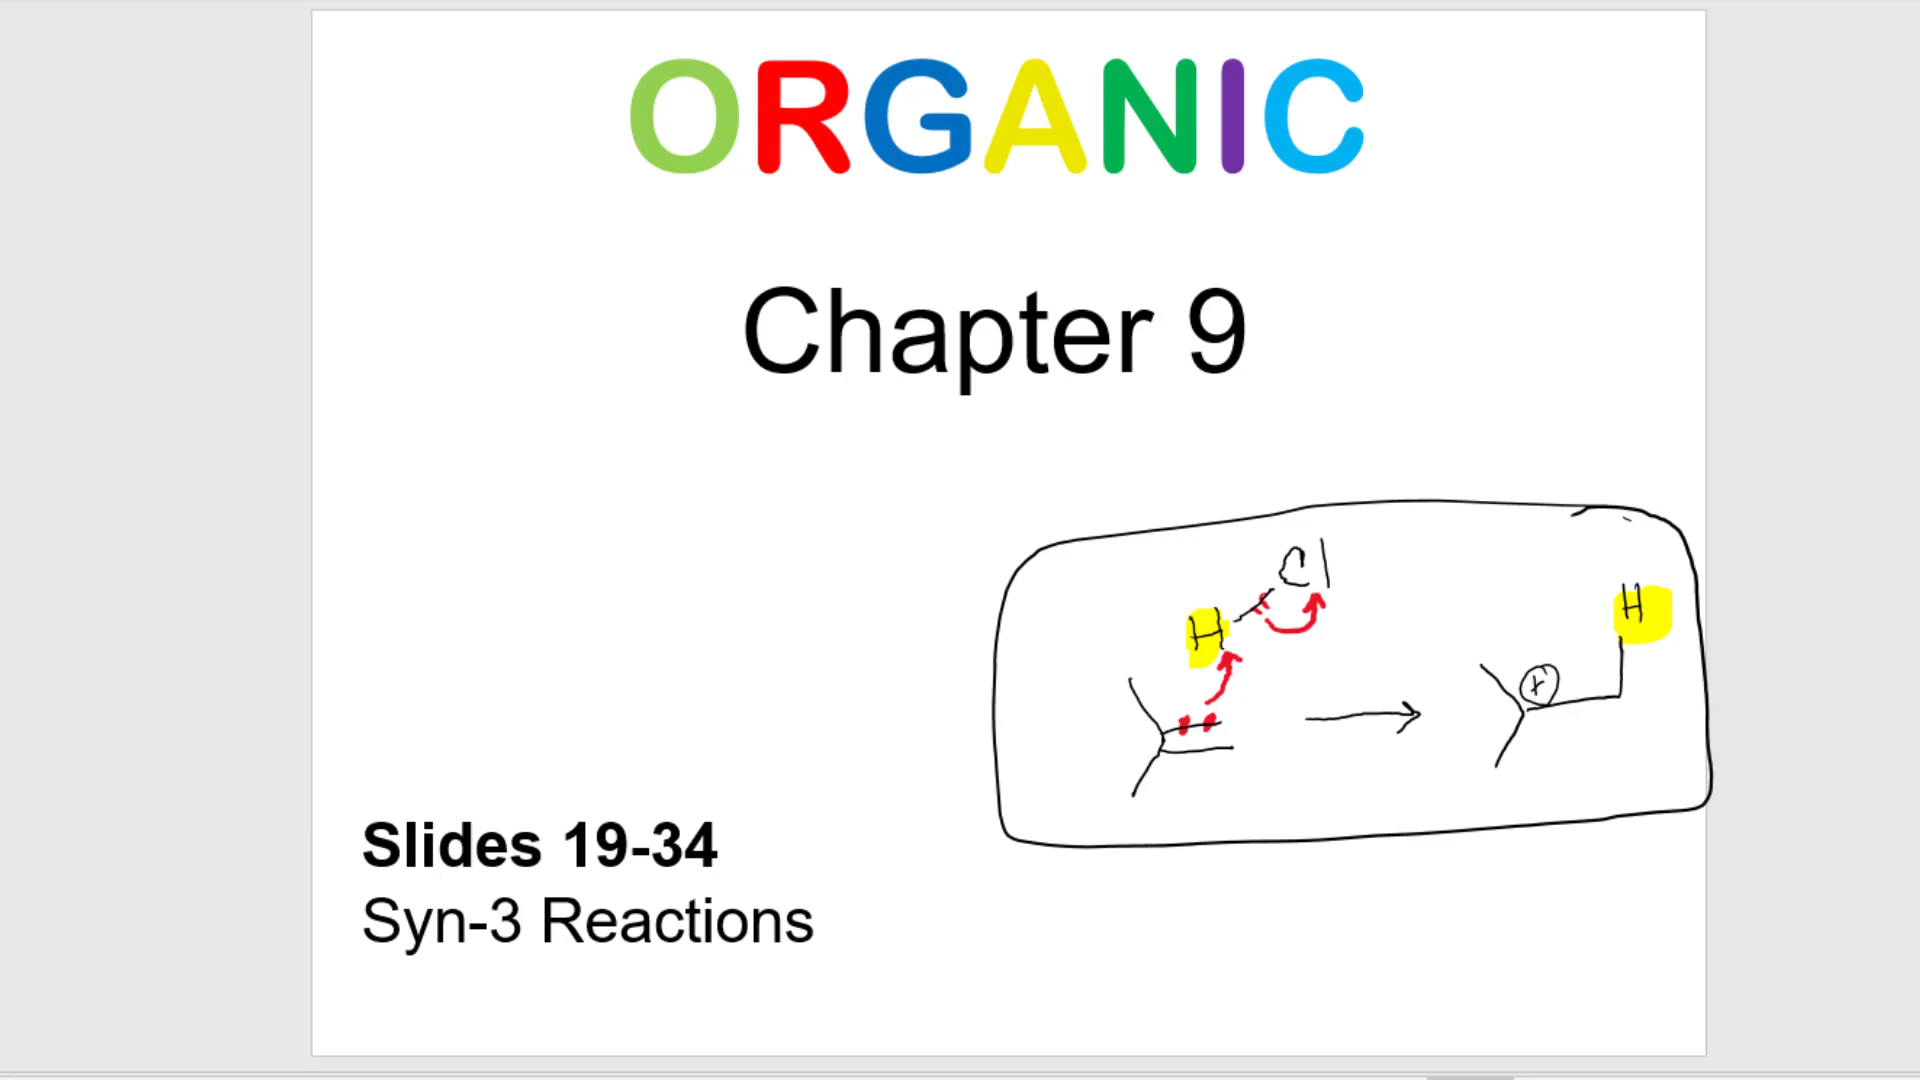 ORGANIC
Chapter 9
Cl
H
H
+
Slides 19-34
Syn-3 Reactions